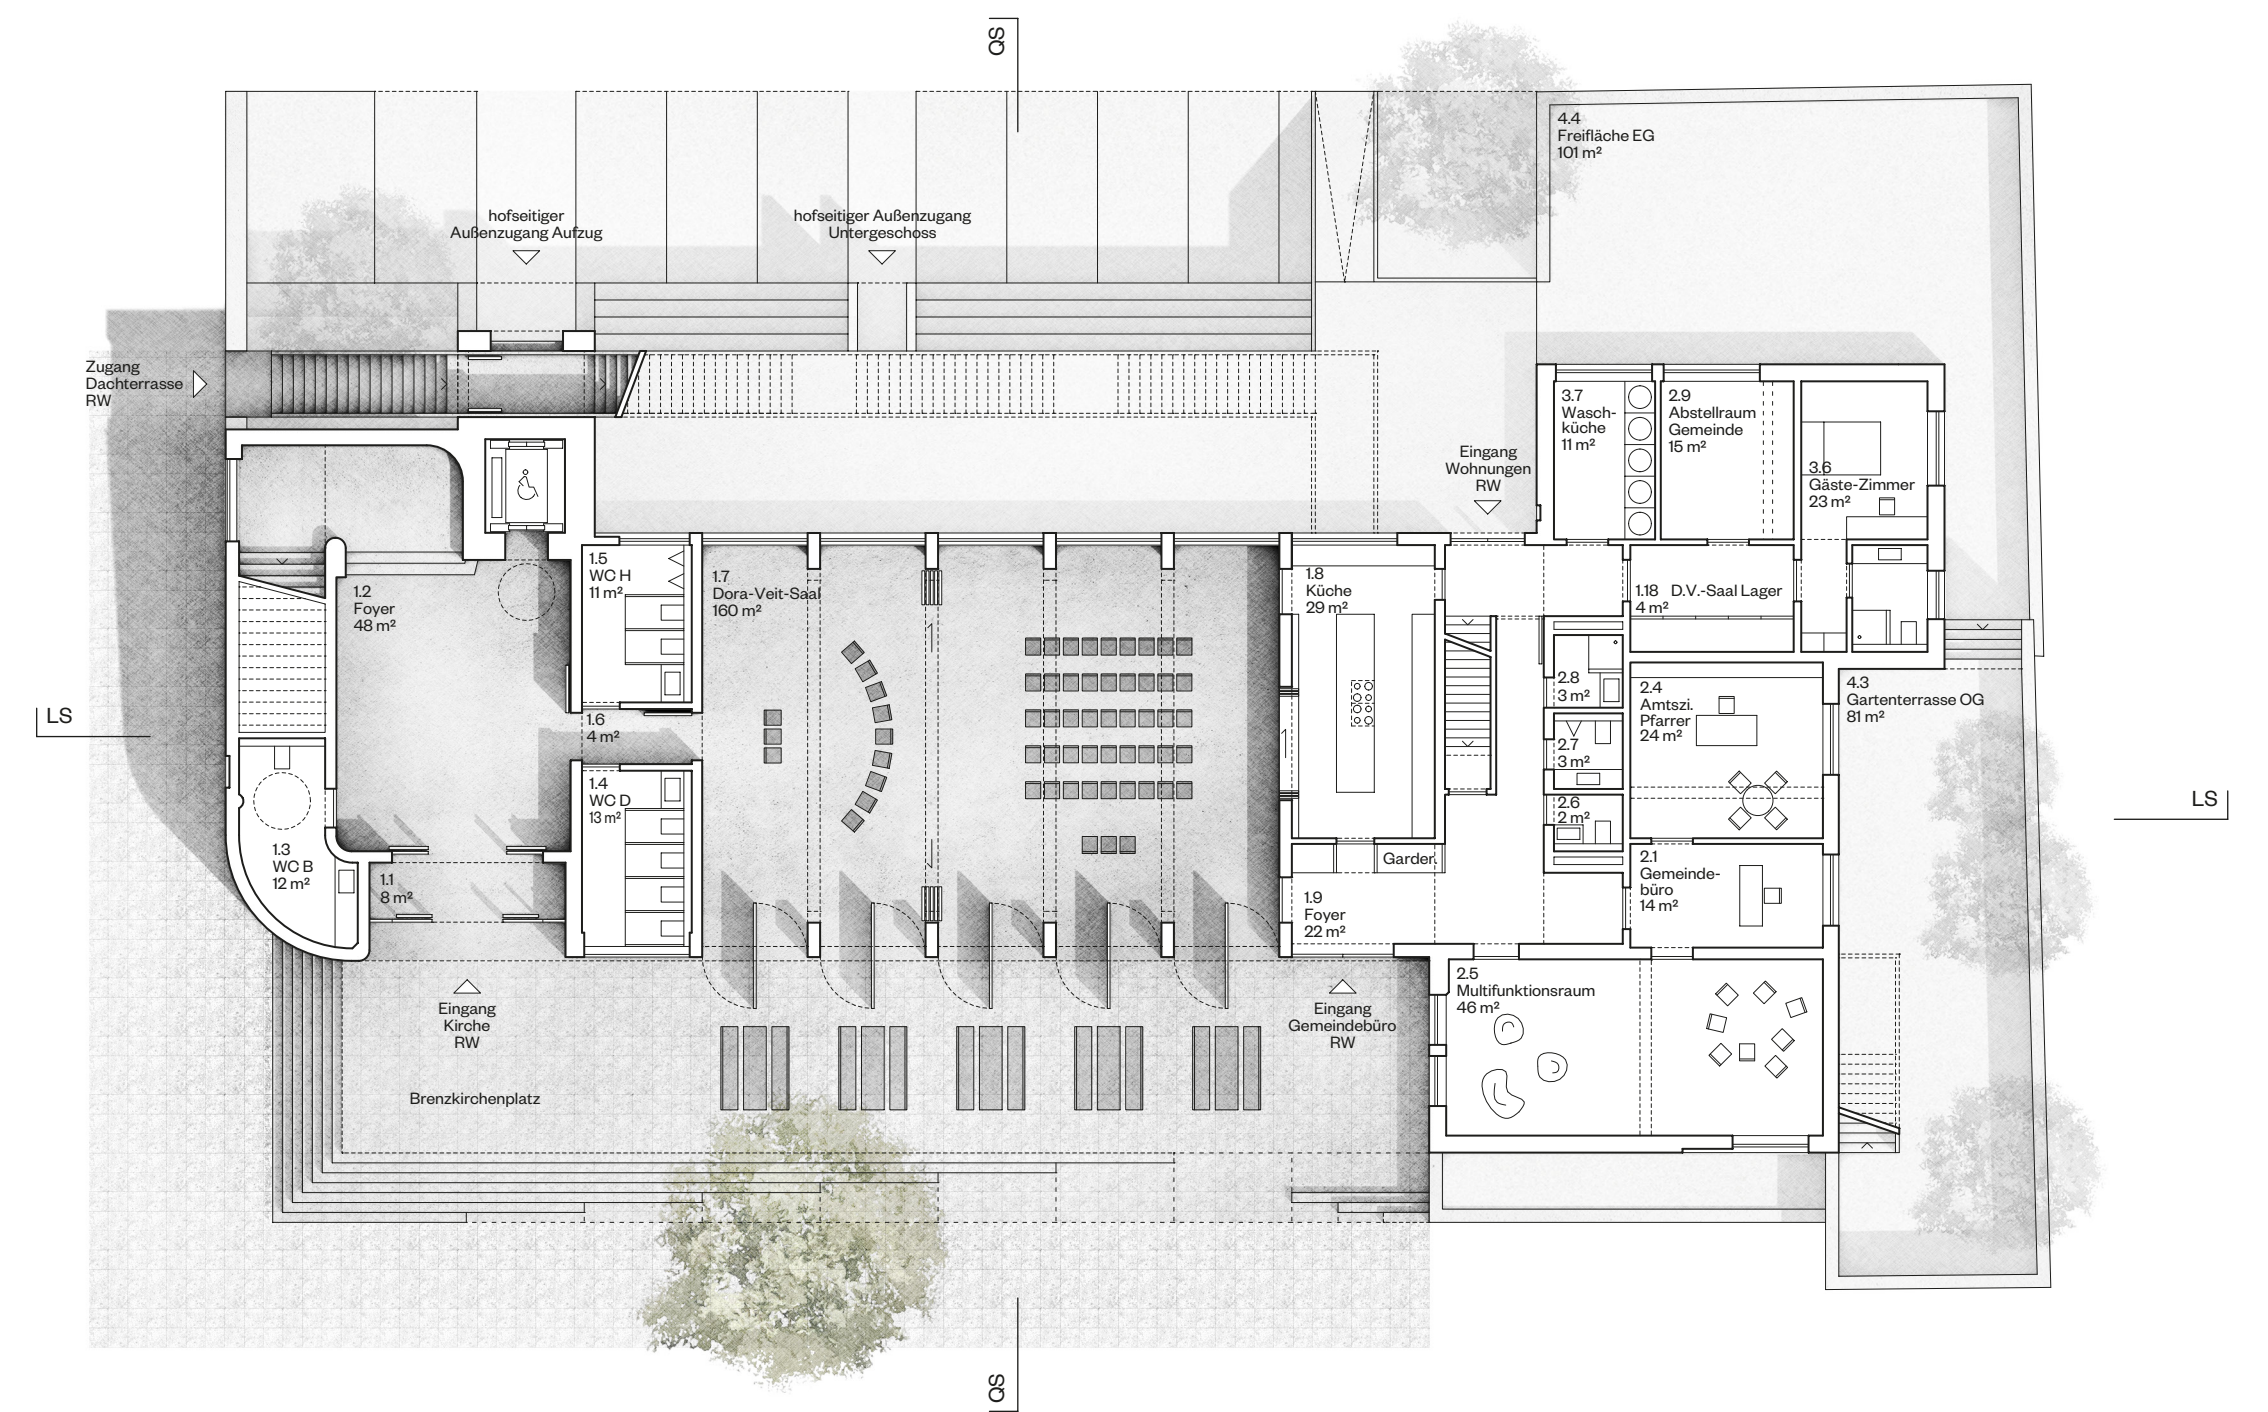 QS
4.4
Freifläche EG
101 m²
hofseitiger
Außenzugang Aufzug
hofseitiger Außenzugang
Untergeschoss
Zugang
Dachterrasse
RW
3.7
Wasch-
küche
11 m²
2.9
Abstellraum
Gemeinde
15 m²
3.6
Gäste-Zimmer
23 m²
Eingang
Wohnungen
RW
1.5
WC H
11 m²
1.7
Dora-Veit-Saal
160 m²
1.8
Küche
29 m²
1.18 D.V.-Saal Lager
4 m²
1.2
Foyer
48 m²
2.8
3 m²
2.4
Amtszi.
Pfarrer
24 m²
4.3
Gartenterrasse OG
81 m²
LS
1.6
4 m²
2.7
3 m²
1.4
WC D
13 m²
2.6
2 m²
LS
1.3
WC B
12 m²
1.1
8 m²
Garder.
2.1
Gemeinde-
büro
14 m²
1.9
Foyer
22 m²
2.5
Multifunktionsraum
46 m²
Eingang
Kirche
RW
Eingang
Gemeindebüro
RW
Brenzkirchenplatz
QS